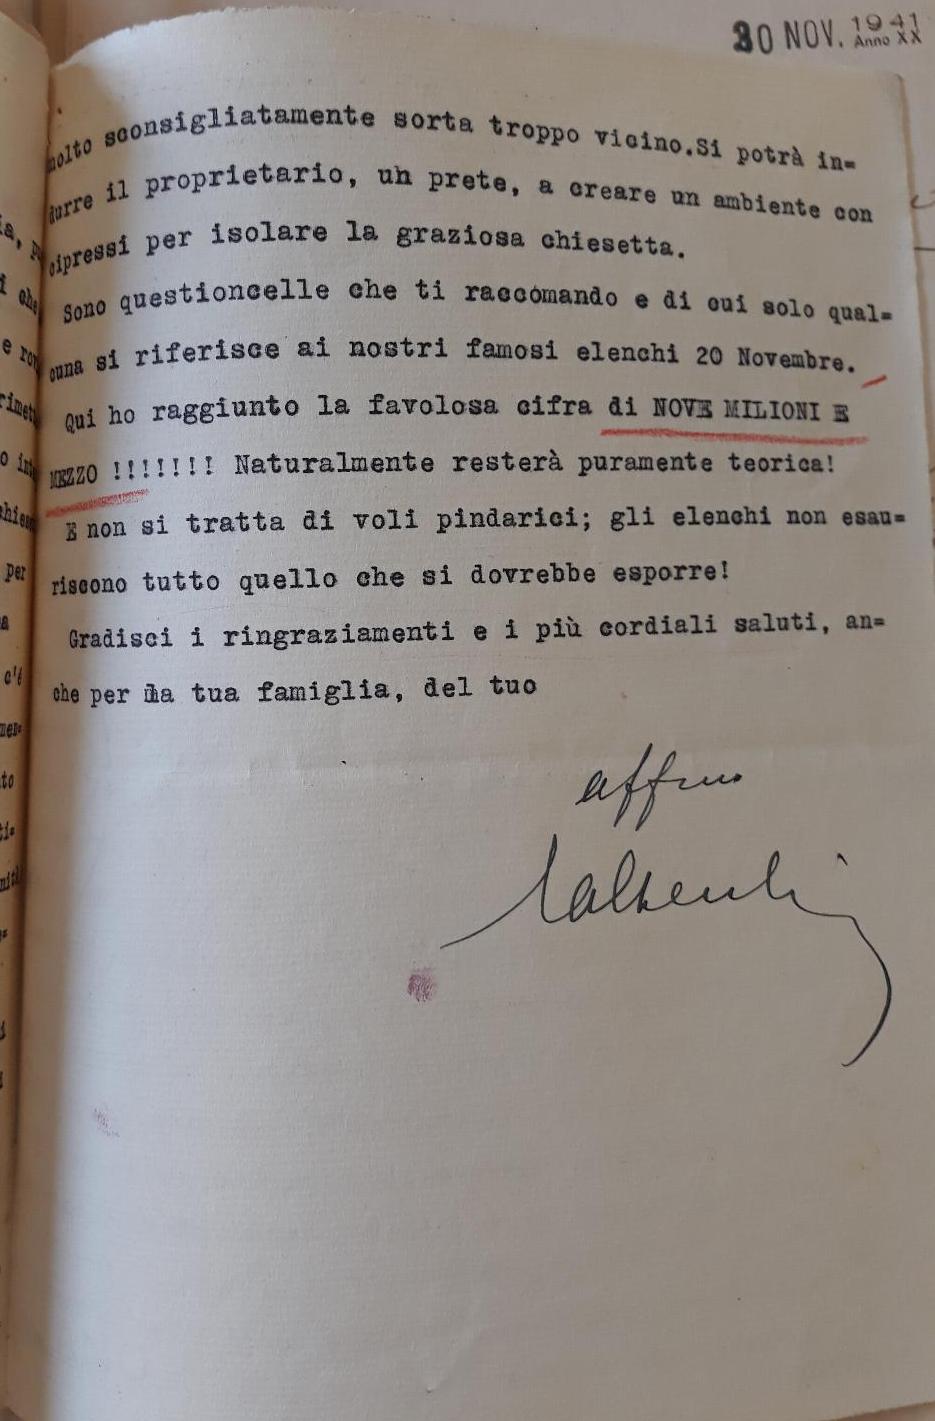 30 NOV. 1941
Anno XX
molto sconsigliatamente sorta troppo vicino.Si potrà in=
durre il proprietario, un prete, a creare un ambiente con
cipressi per isolare la graziosa chiesetta.
Sono questioncelle che ti raccomando e di cui solo qual=
cuna si riferisce ai nostri famosi elenchi 20 Novembre.
Qui ho raggiunto la favolosa cifra di NOVE MILIONI E
MEZZO !!!!!!! Naturalmente resterà puramente teorica!
E non si tratta di voli pindarici; gli elenchi non esau=
riscono tutto quello che si dovrebbe esporre!
Gradisci i ringraziamenti e i più cordiali saluti, an=
che per la tua famiglia, del tuo
affmo